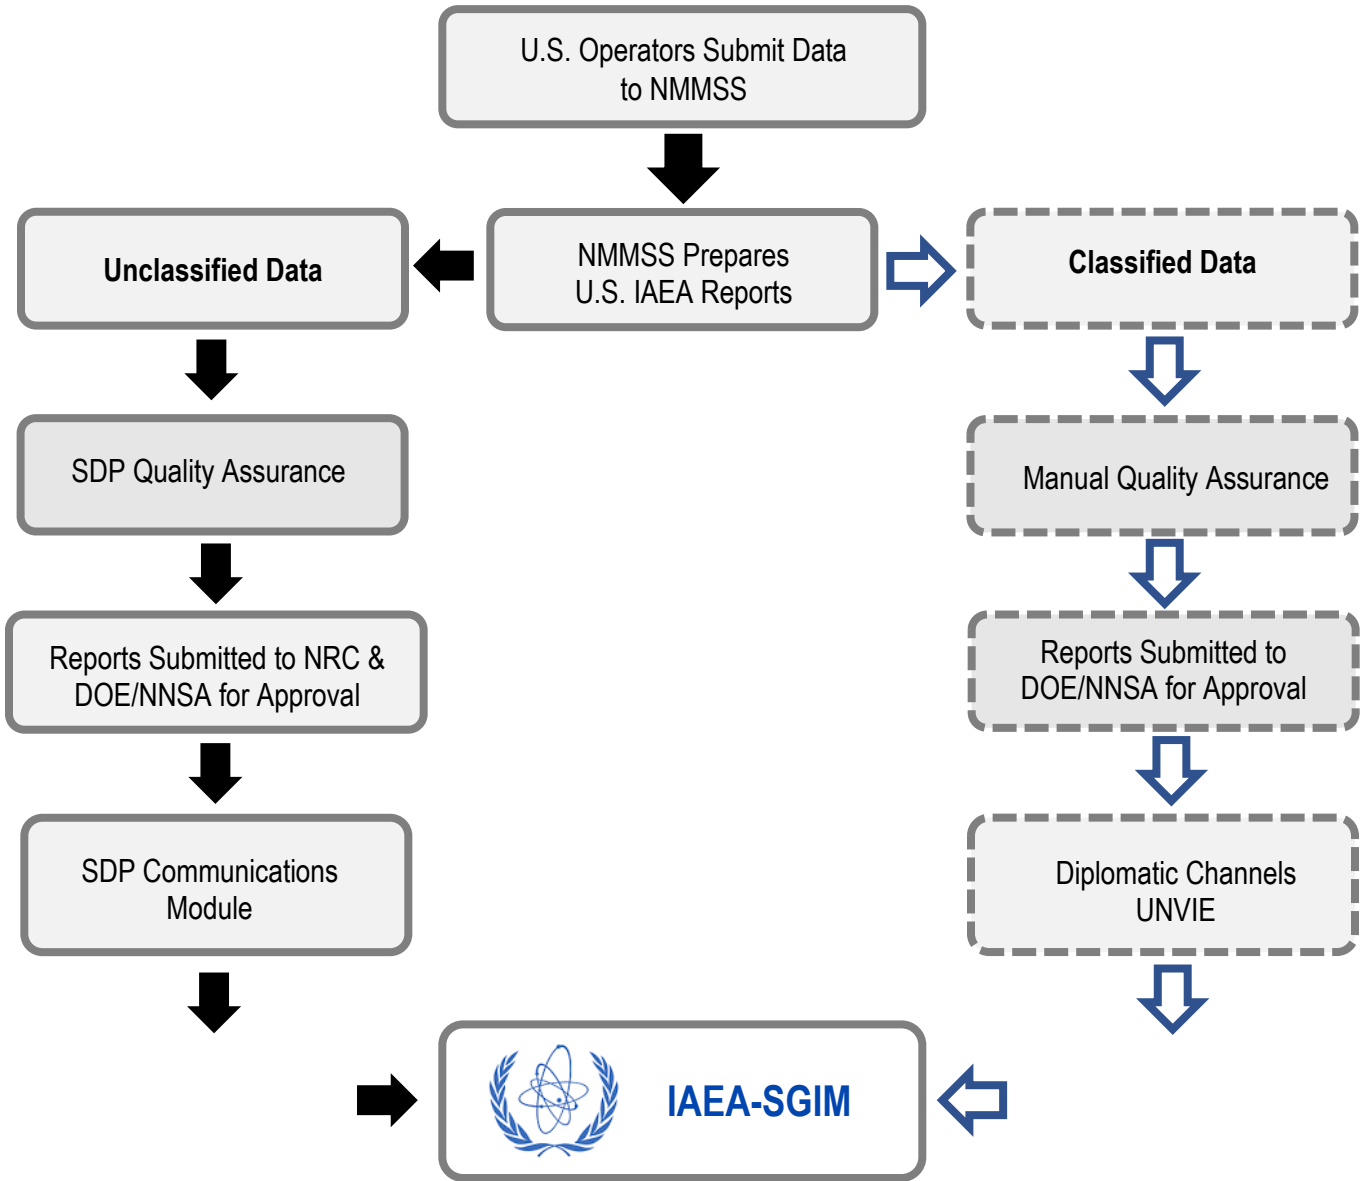 U.S. Operators Submit Data
to NMMSS
Unclassified Data
NMMSS Prepares
U.S. IAEA Reports
Classified Data
SDP Quality Assurance
Manual Quality Assurance
Reports Submitted to NRC &
DOE/NNSA for Approval
Reports Submitted to
DOE/NNSA for Approval
SDP Communications
Module
Diplomatic Channels
UNVIE
IAEA-SGIM